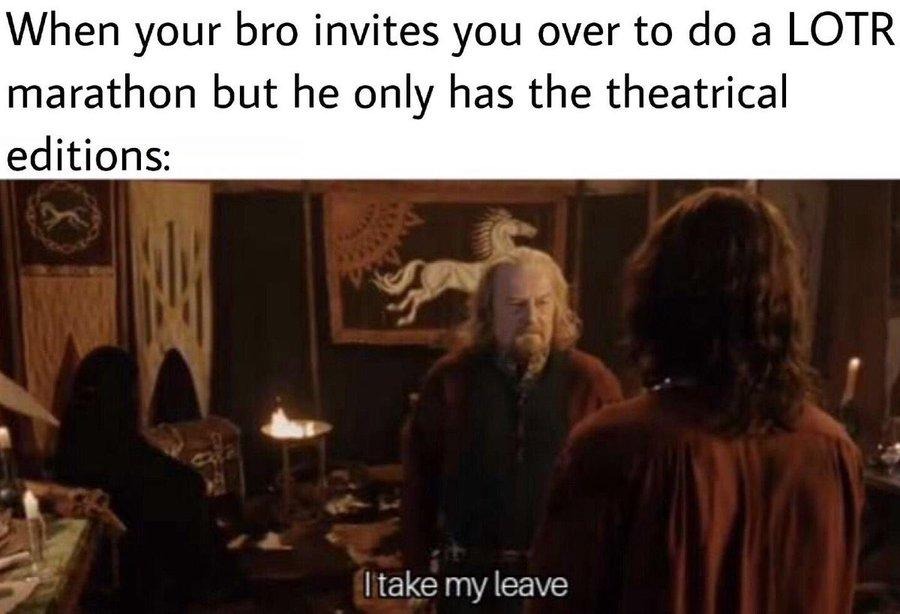 When your bro invites you over to do a LOTR
marathon but he only has the theatrical
editions:
I take my leave